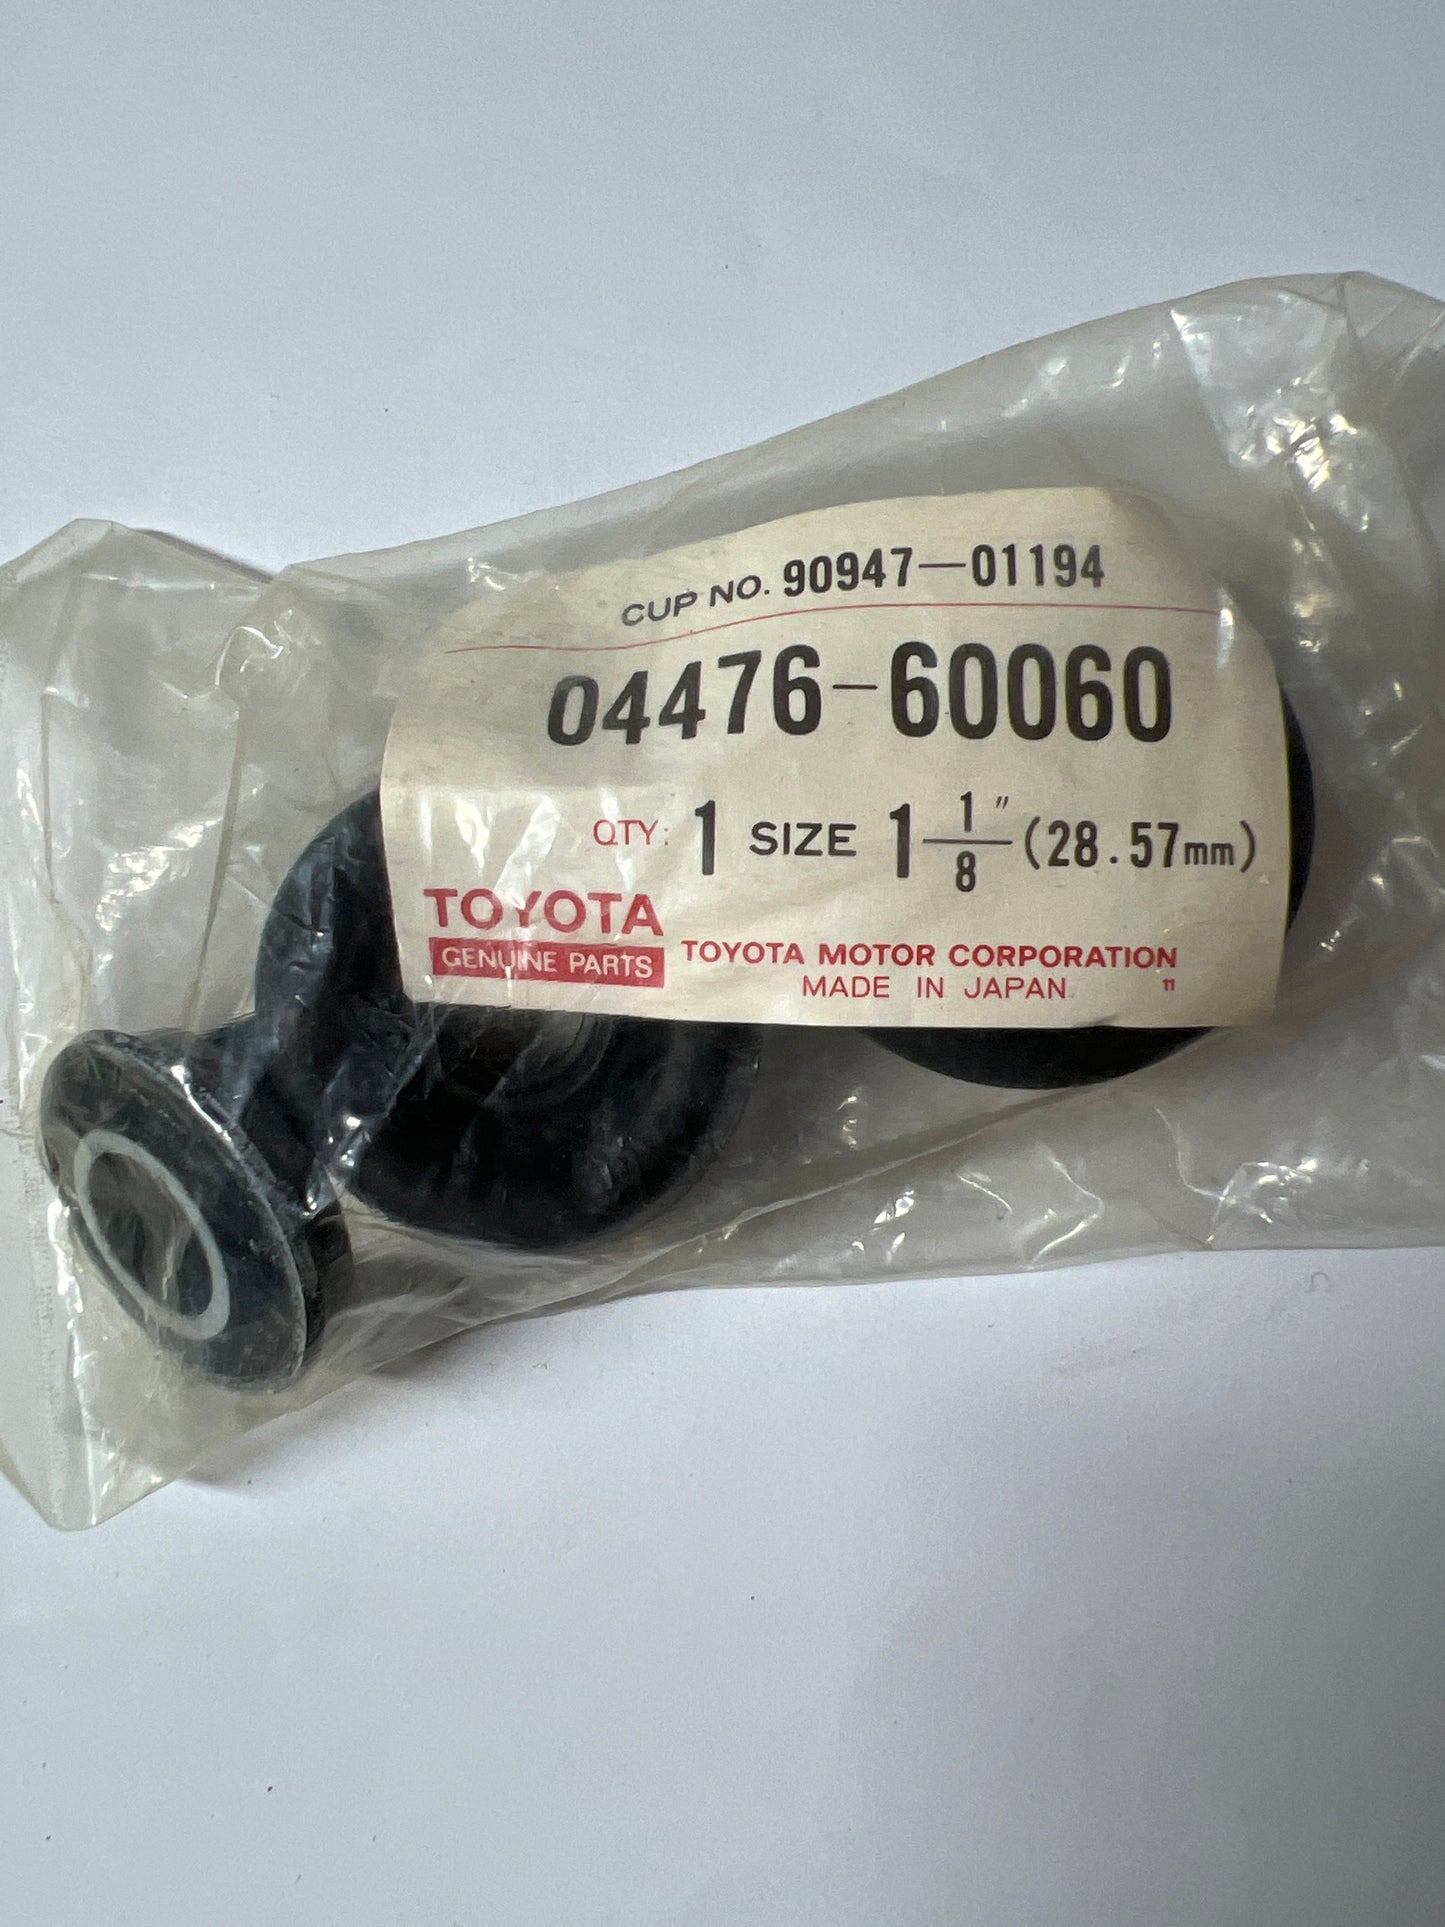 CUP NO. 90947-01194
04476-60060
QTY: 1 SIZE 1 1/8" (28.57mm)
TOYOTA
GENUINE PARTS
TOYOTA MOTOR CORPORATION
MADE IN JAPAN "